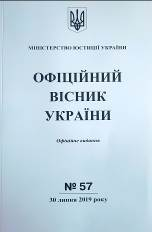 МІНІСТЕРСТВО ЮСТИЦІЇ УКРАЇНИ
ОФІЦІЙНИЙ
ВІСНИК
УКРАЇНИ
Офіційне видання
№ 57
30 липня 2019 року